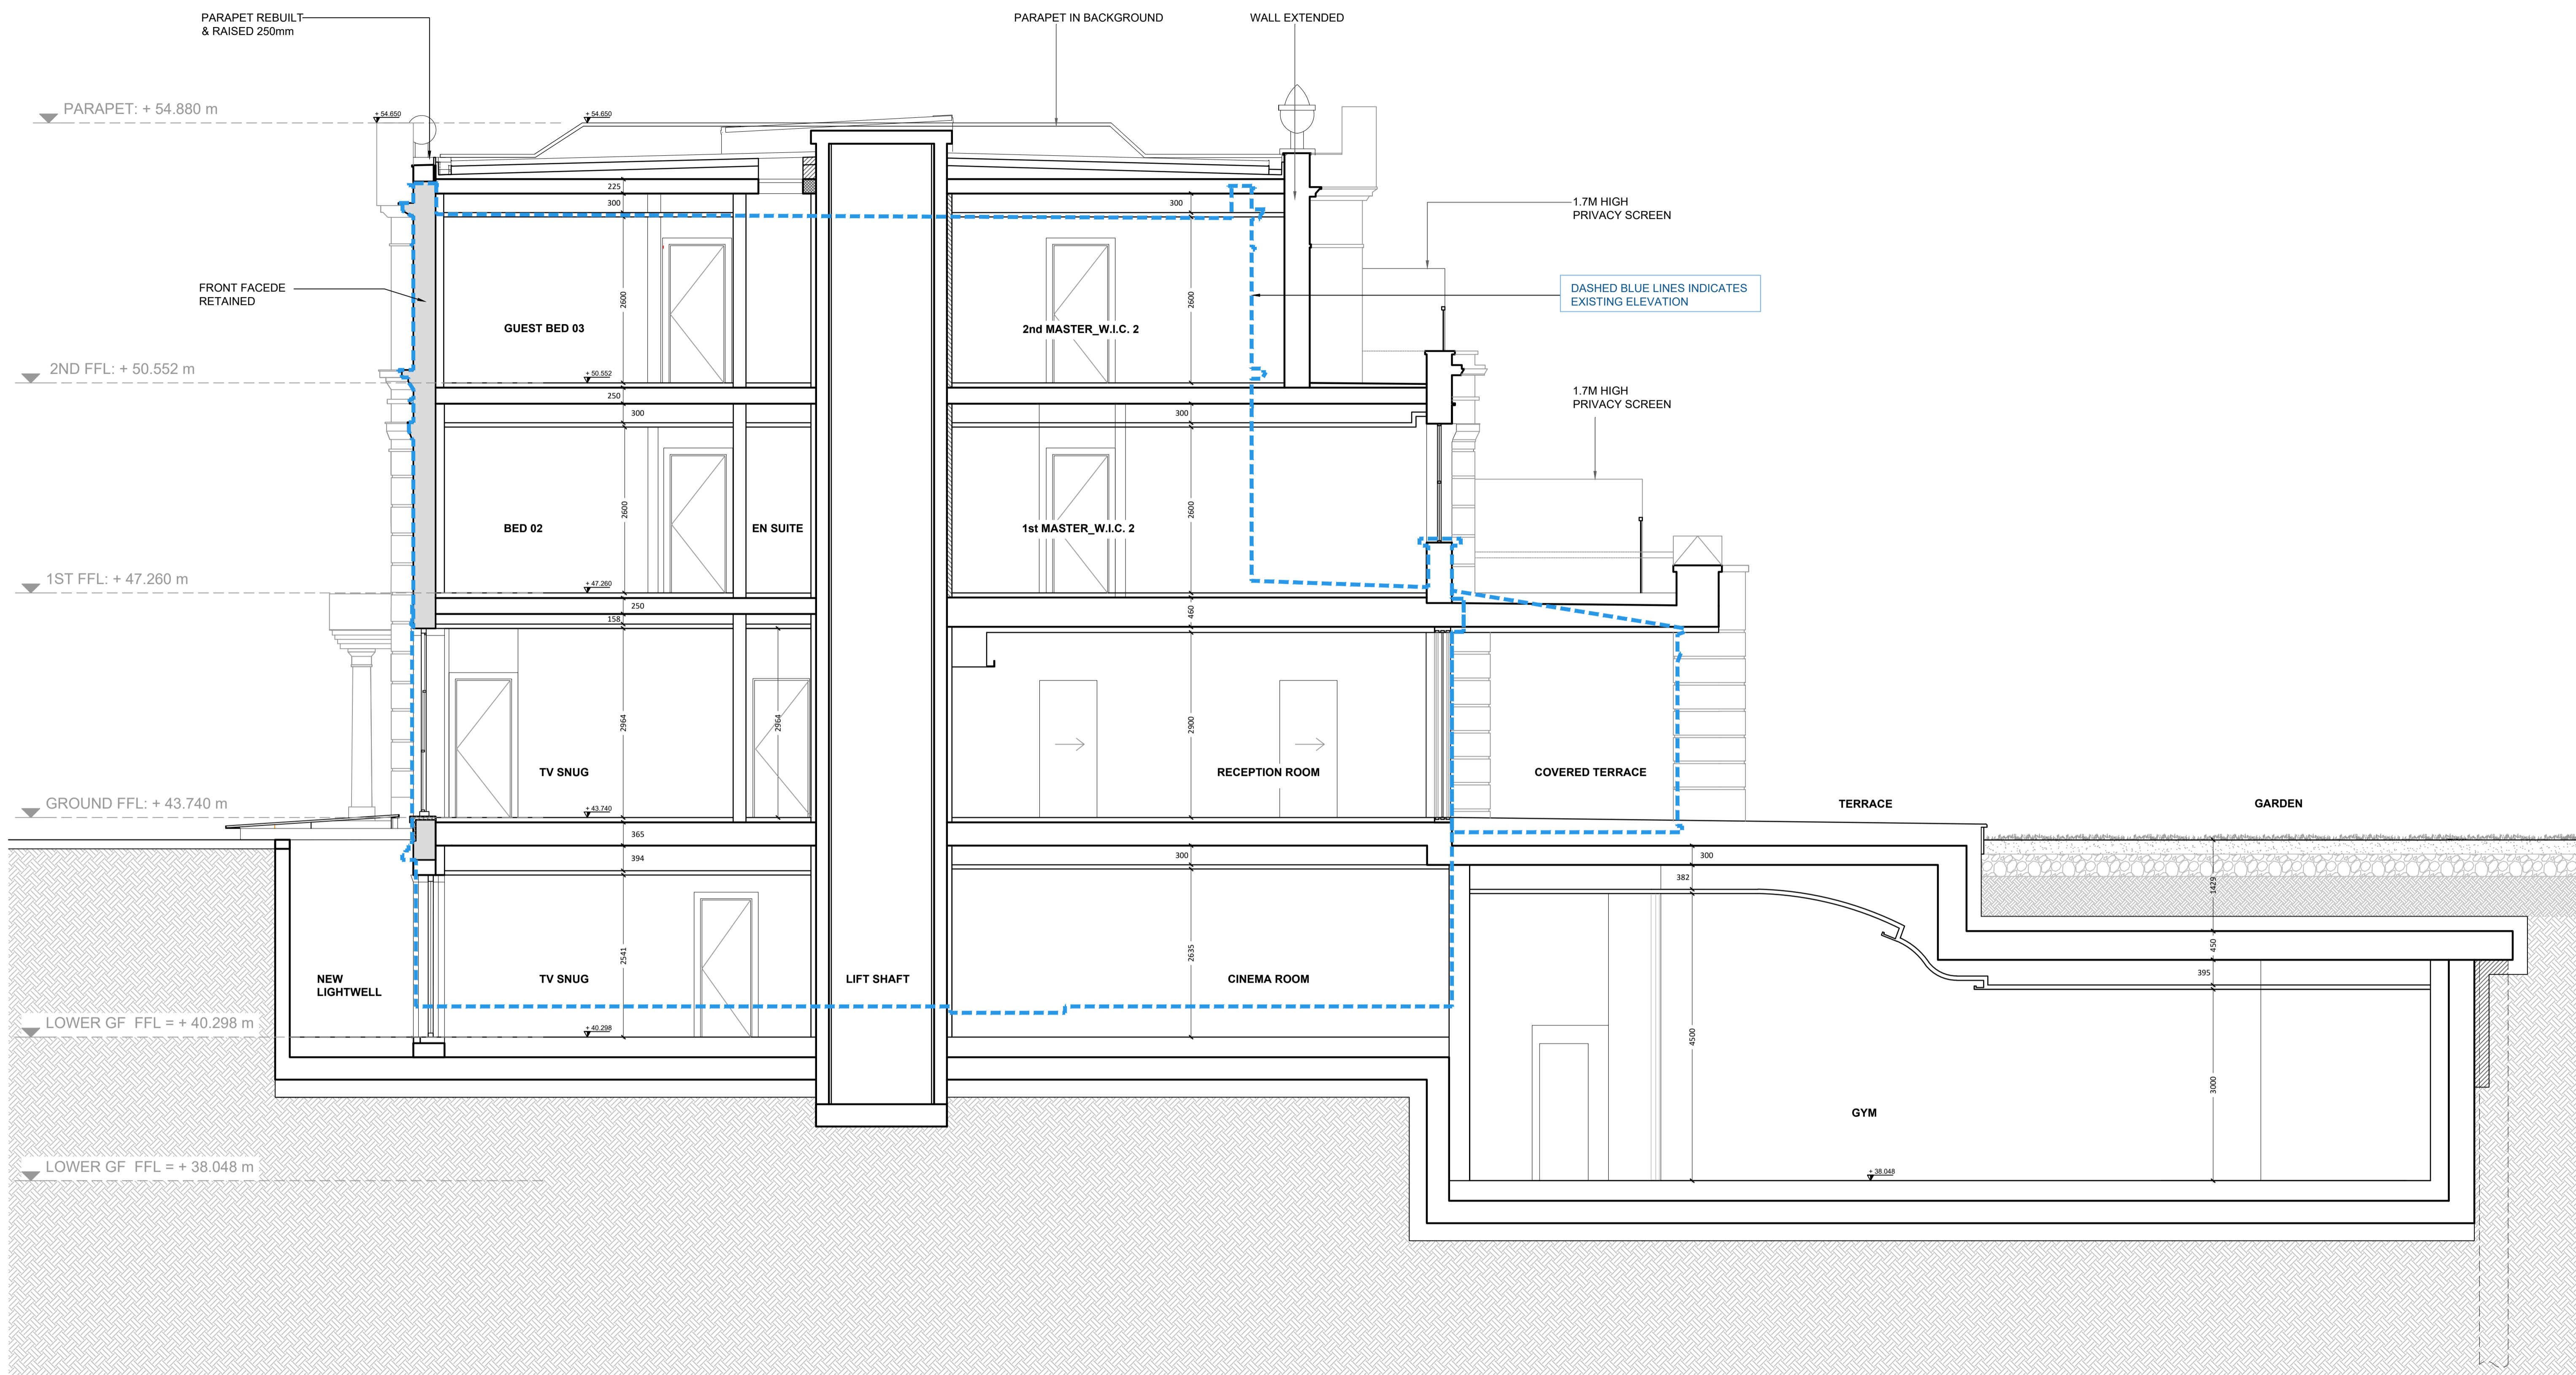 PARAPET REBUILT
& RAISED 250mm
PARAPET IN BACKGROUND
WALL EXTENDED
PARAPET: + 54.880 m
+ 54.650
+ 54.650
225
300
300
1.7M HIGH
PRIVACY SCREEN
FRONT FACEDE
RETAINED
DASHED BLUE LINES INDICATES
EXISTING ELEVATION
2600
2600
GUEST BED 03
2nd MASTER_W.I.C. 2
2ND FFL: + 50.552 m
+ 50.552
250
300
300
1.7M HIGH
PRIVACY SCREEN
2600
2600
BED 02
EN SUITE
1st MASTER_W.I.C. 2
1ST FFL: + 47.260 m
+ 47.260
250
158
460
2964
2964
2900
TV SNUG
RECEPTION ROOM
COVERED TERRACE
TERRACE
GARDEN
GROUND FFL: + 43.740 m
+ 43.740
365
394
300
300
382
1429
450
395
2541
2635
NEW
LIGHTWELL
TV SNUG
LIFT SHAFT
CINEMA ROOM
LOWER GF FFL = + 40.298 m
+ 40.298
4500
3000
GYM
LOWER GF FFL = + 38.048 m
+ 38.048